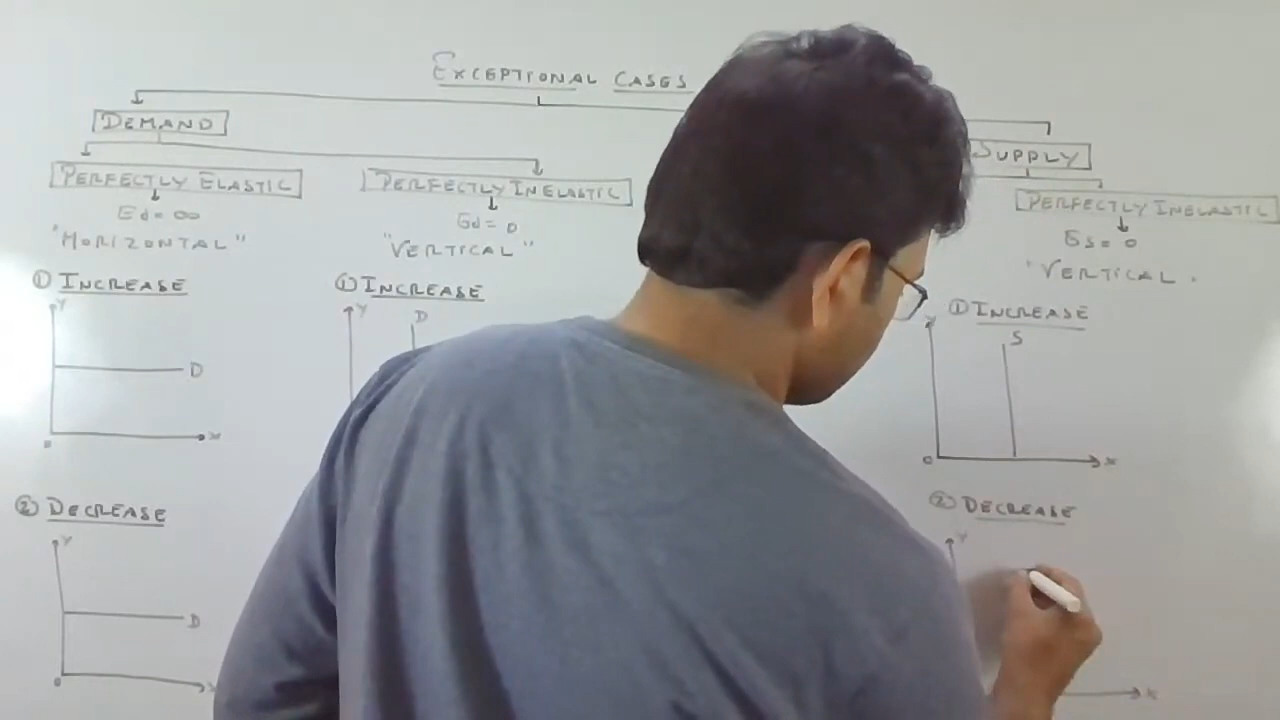 EXCEPTIONAL CASES
DEMAND
SUPPLY
PERFECTLY ELASTIC
Ed = ∞
"HORIZONTAL"
① INCREASE
Y
D
O
X
② DECREASE
Y
D
O
X
PERFECTLY INELASTIC
Ed = 0
"VERTICAL"
① INCREASE
Y
D
PERFECTLY INELASTIC
Es = 0
"VERTICAL"
① INCREASE
Y
S
O
X
② DECREASE
Y
X